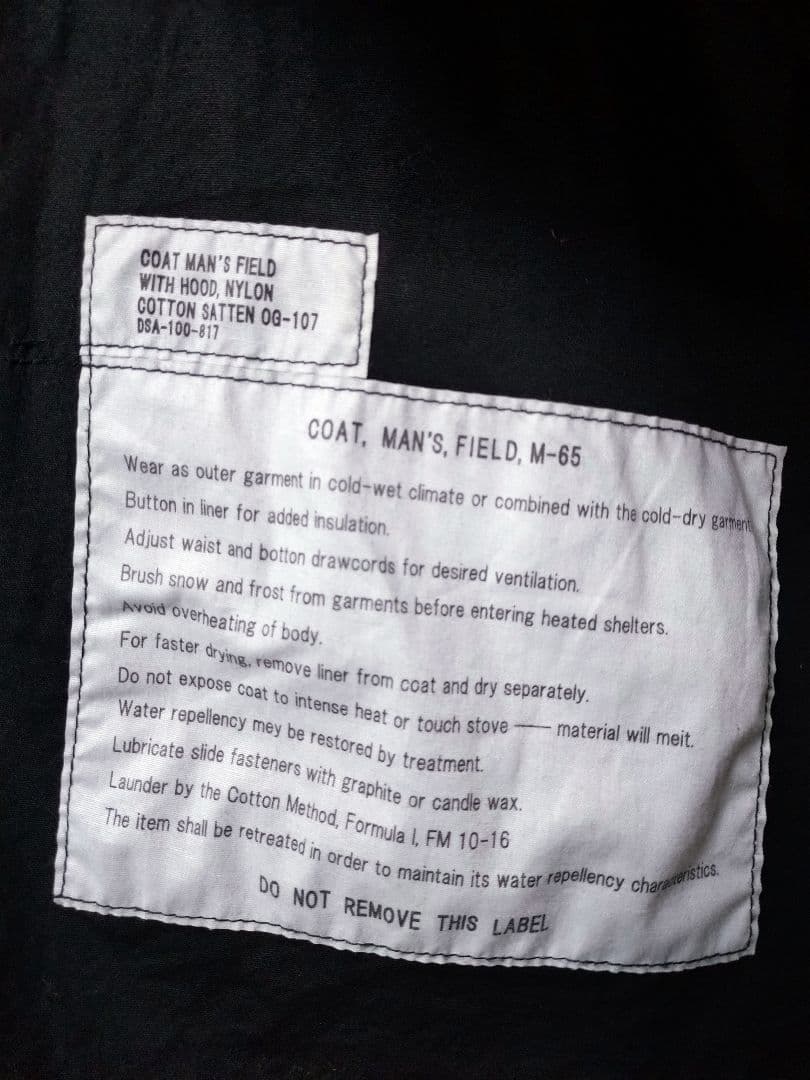 COAT MAN'S FIELD
WITH HOOD, NYLON
COTTON SATTEN OG-107
DSA-100-817
COAT, MAN'S, FIELD, M-65
Wear as outer garment in cold-wet climate or combined with the cold-dry garment
Button in liner for added insulation.
Adjust waist and botton drawcords for desired ventilation.
Brush snow and frost from garments before entering heated shelters.
Avoid overheating of body.
For faster drying, remove liner from coat and dry separately.
Do not expose coat to intense heat or touch stove — material will meit.
Water repellency mey be restored by treatment.
Lubricate slide fasteners with graphite or candle wax.
Launder by the Cotton Method, Formula I, FM 10-16
The item shall be retreated in order to maintain its water repellency characteristics.
DO NOT REMOVE THIS LABEL